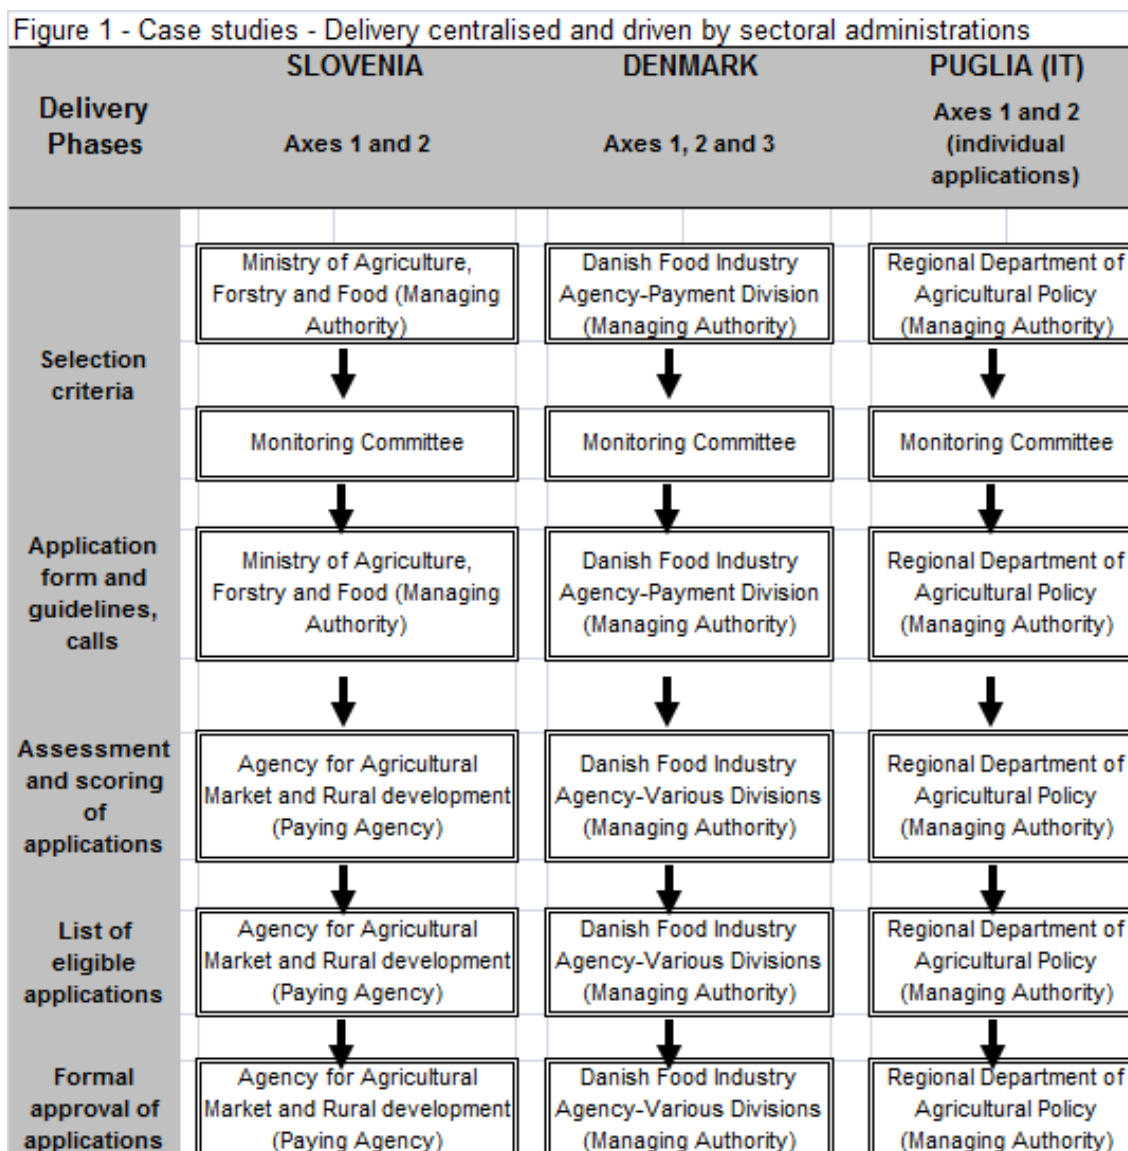 Figure 1 - Case studies - Delivery centralised and driven by sectoral administrations
Delivery
Phases
SLOVENIA
Axes 1 and 2
DENMARK
Axes 1, 2 and 3
PUGLIA (IT)
Axes 1 and 2
(individual
applications)
Selection
criteria
Ministry of Agriculture,
Forstry and Food (Managing
Authority)
Danish Food Industry
Agency-Payment Division
(Managing Authority)
Regional Department of
Agricultural Policy
(Managing Authority)
Monitoring Committee
Monitoring Committee
Monitoring Committee
Application
form and
guidelines,
calls
Ministry of Agriculture,
Forstry and Food (Managing
Authority)
Danish Food Industry
Agency-Payment Division
(Managing Authority)
Regional Department of
Agricultural Policy
(Managing Authority)
Assessment
and scoring
of
applications
Agency for Agricultural
Market and Rural development
(Paying Agency)
Danish Food Industry
Agency-Various Divisions
(Managing Authority)
Regional Department of
Agricultural Policy
(Managing Authority)
List of
eligible
applications
Agency for Agricultural
Market and Rural development
(Paying Agency)
Danish Food Industry
Agency-Various Divisions
(Managing Authority)
Regional Department of
Agricultural Policy
(Managing Authority)
Formal
approval of
applications
Agency for Agricultural
Market and Rural development
(Paying Agency)
Danish Food Industry
Agency-Various Divisions
(Managing Authority)
Regional Department of
Agricultural Policy
(Managing Authority)